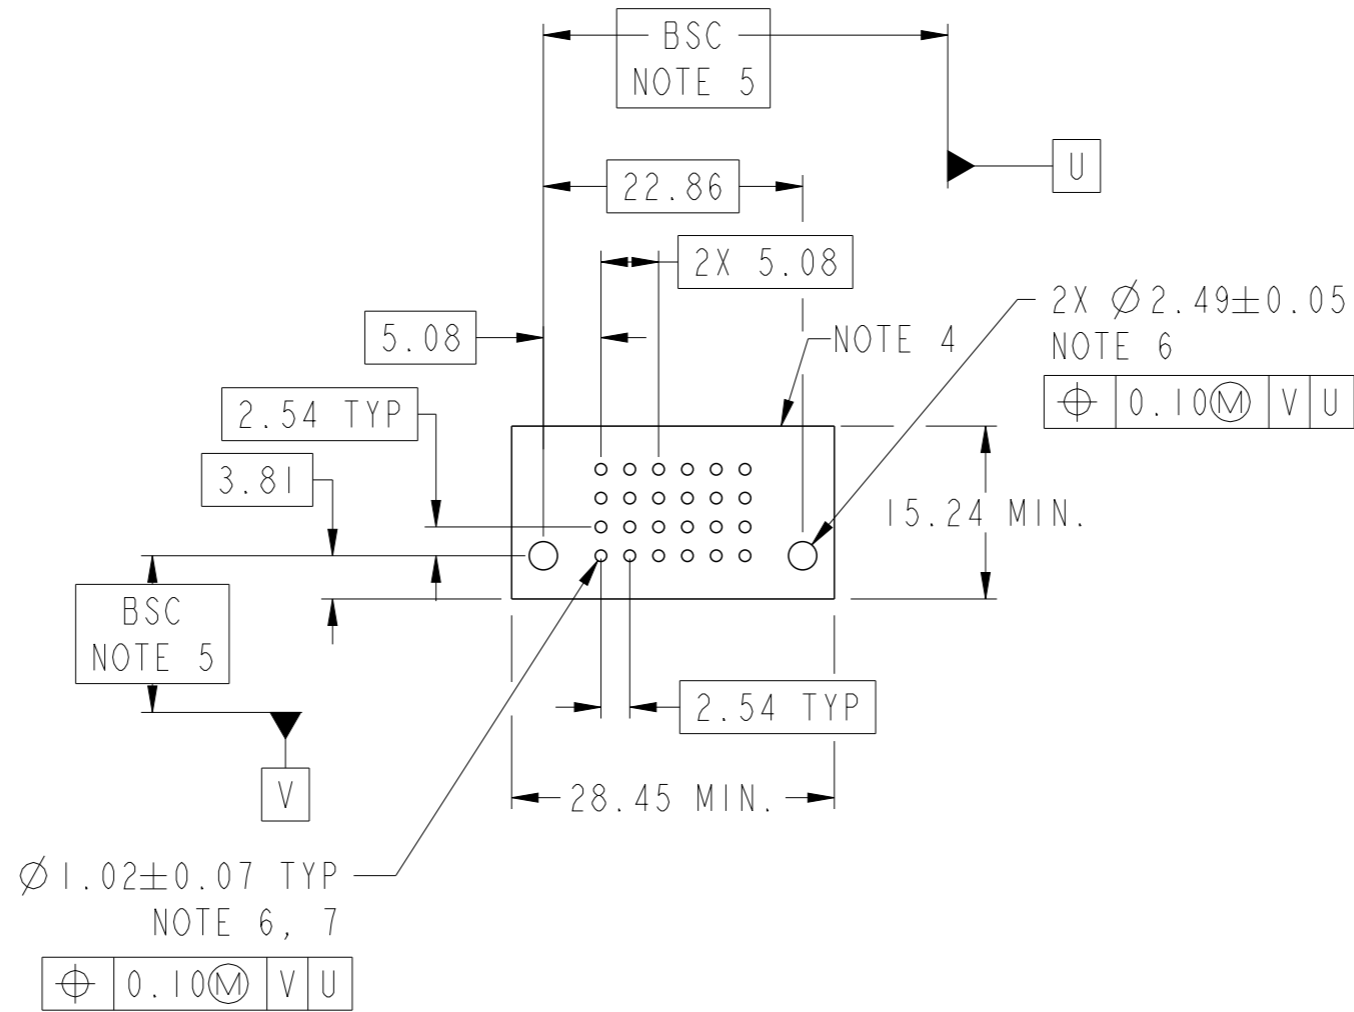 BSC
NOTE 5
U
22.86
2X 5.08
2X ⌀2.49±0.05
NOTE 6
⌖ 0.10Ⓜ V U
5.08
NOTE 4
2.54 TYP
3.81
15.24 MIN.
BSC
NOTE 5
2.54 TYP
V
28.45 MIN.
⌀1.02±0.07 TYP
NOTE 6, 7
⌖ 0.10Ⓜ V U